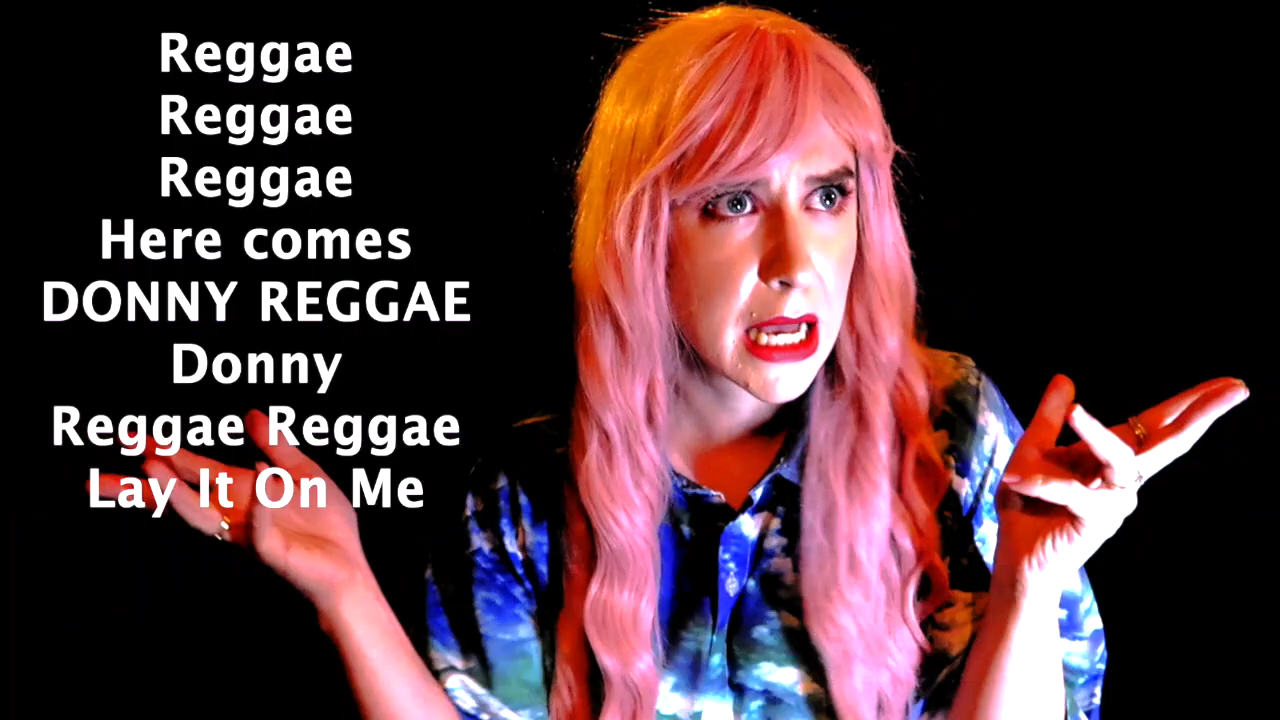 Reggae
Reggae
Reggae
Here comes
DONNY REGGAE
Donny
Reggae Reggae
Lay It On Me